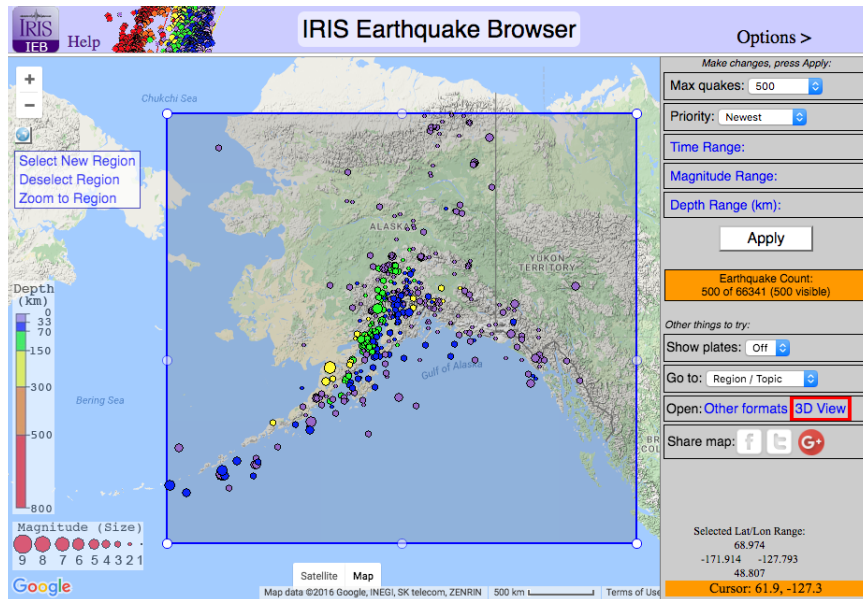 IRIS
IEB
Help
IRIS Earthquake Browser
Options >
+
−
Select New Region
Deselect Region
Zoom to Region
Chukchi Sea
ALASKA
YUKON
TERRITORY
Gulf of Alaska
Bering Sea
BR
COL
Depth
(km)
0
33
70
150
300
500
800
Magnitude (Size)
9 8 7 6 5 4 3 2 1
Google
Satellite Map
Map data ©2016 Google, INEGI, SK telecom, ZENRIN 500 km Terms of Use
Make changes, press Apply:
Max quakes: 500
Priority: Newest
Time Range:
Magnitude Range:
Depth Range (km):
Apply
Earthquake Count:
500 of 66341 (500 visible)
Other things to try:
Show plates: Off
Go to: Region / Topic
Open: Other formats 3D View
Share map: f t G+
Selected Lat/Lon Range:
68.974
-171.914 -127.793
48.807
Cursor: 61.9, -127.3